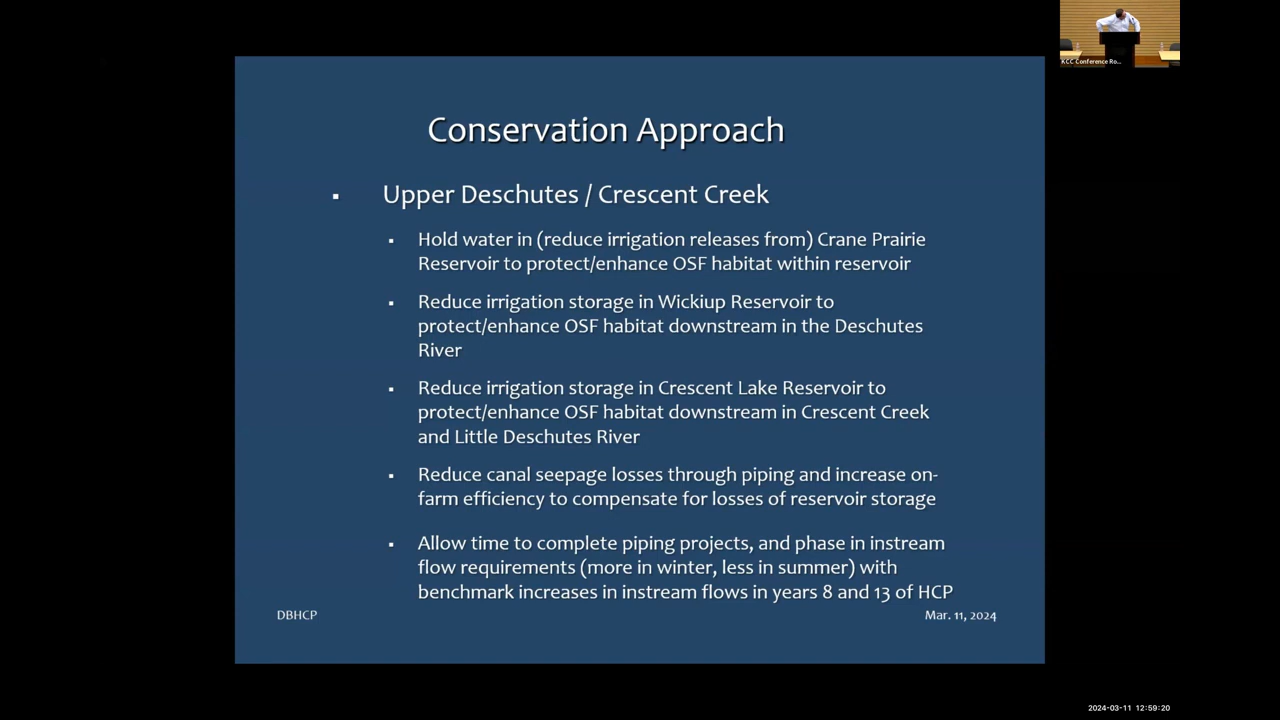 KCC Conference Ro...
Conservation Approach
▪ Upper Deschutes / Crescent Creek
▪ Hold water in (reduce irrigation releases from) Crane Prairie
Reservoir to protect/enhance OSF habitat within reservoir
▪ Reduce irrigation storage in Wickiup Reservoir to
protect/enhance OSF habitat downstream in the Deschutes
River
▪ Reduce irrigation storage in Crescent Lake Reservoir to
protect/enhance OSF habitat downstream in Crescent Creek
and Little Deschutes River
▪ Reduce canal seepage losses through piping and increase on-
farm efficiency to compensate for losses of reservoir storage
▪ Allow time to complete piping projects, and phase in instream
flow requirements (more in winter, less in summer) with
benchmark increases in instream flows in years 8 and 13 of HCP
DBHCP
Mar. 11, 2024
2024-03-11 12:59:20